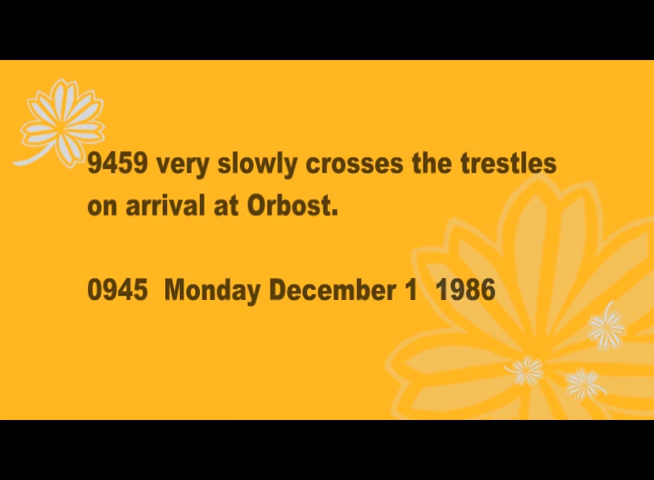 9459 very slowly crosses the trestles
on arrival at Orbost.
0945 Monday December 1 1986